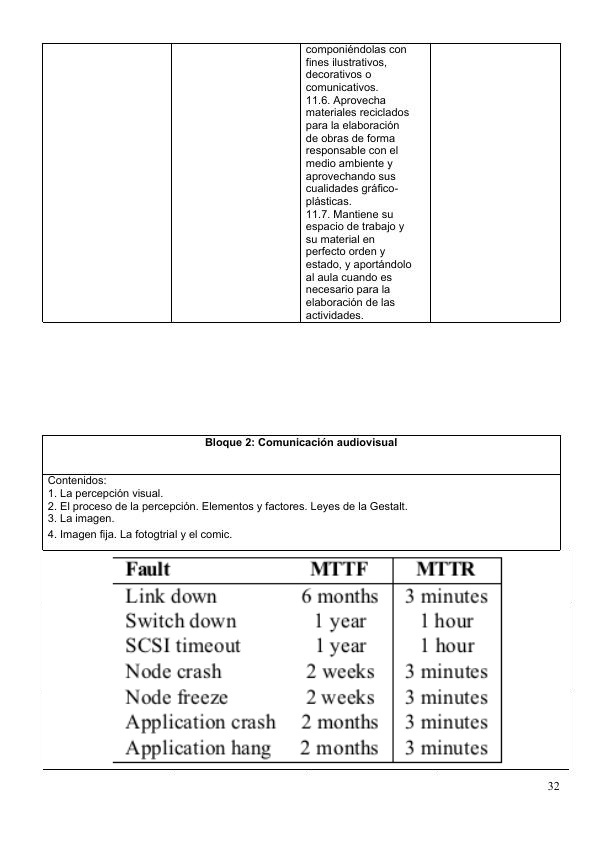 componiéndolas con
fines ilustrativos,
decorativos o
comunicativos.
11.6. Aprovecha
materiales reciclados
para la elaboración
de obras de forma
responsable con el
medio ambiente y
aprovechando sus
cualidades gráfico-
plásticas.
11.7. Mantiene su
espacio de trabajo y
su material en
perfecto orden y
estado, y aportándolo
al aula cuando es
necesario para la
elaboración de las
actividades.
Bloque 2: Comunicación audiovisual
Contenidos:
1. La percepción visual.
2. El proceso de la percepción. Elementos y factores. Leyes de la Gestalt.
3. La imagen.
4. Imagen fija. La fotogtrial y el comic.
Fault MTTF MTTR
Link down 6 months 3 minutes
Switch down 1 year 1 hour
SCSI timeout 1 year 1 hour
Node crash 2 weeks 3 minutes
Node freeze 2 weeks 3 minutes
Application crash 2 months 3 minutes
Application hang 2 months 3 minutes
32